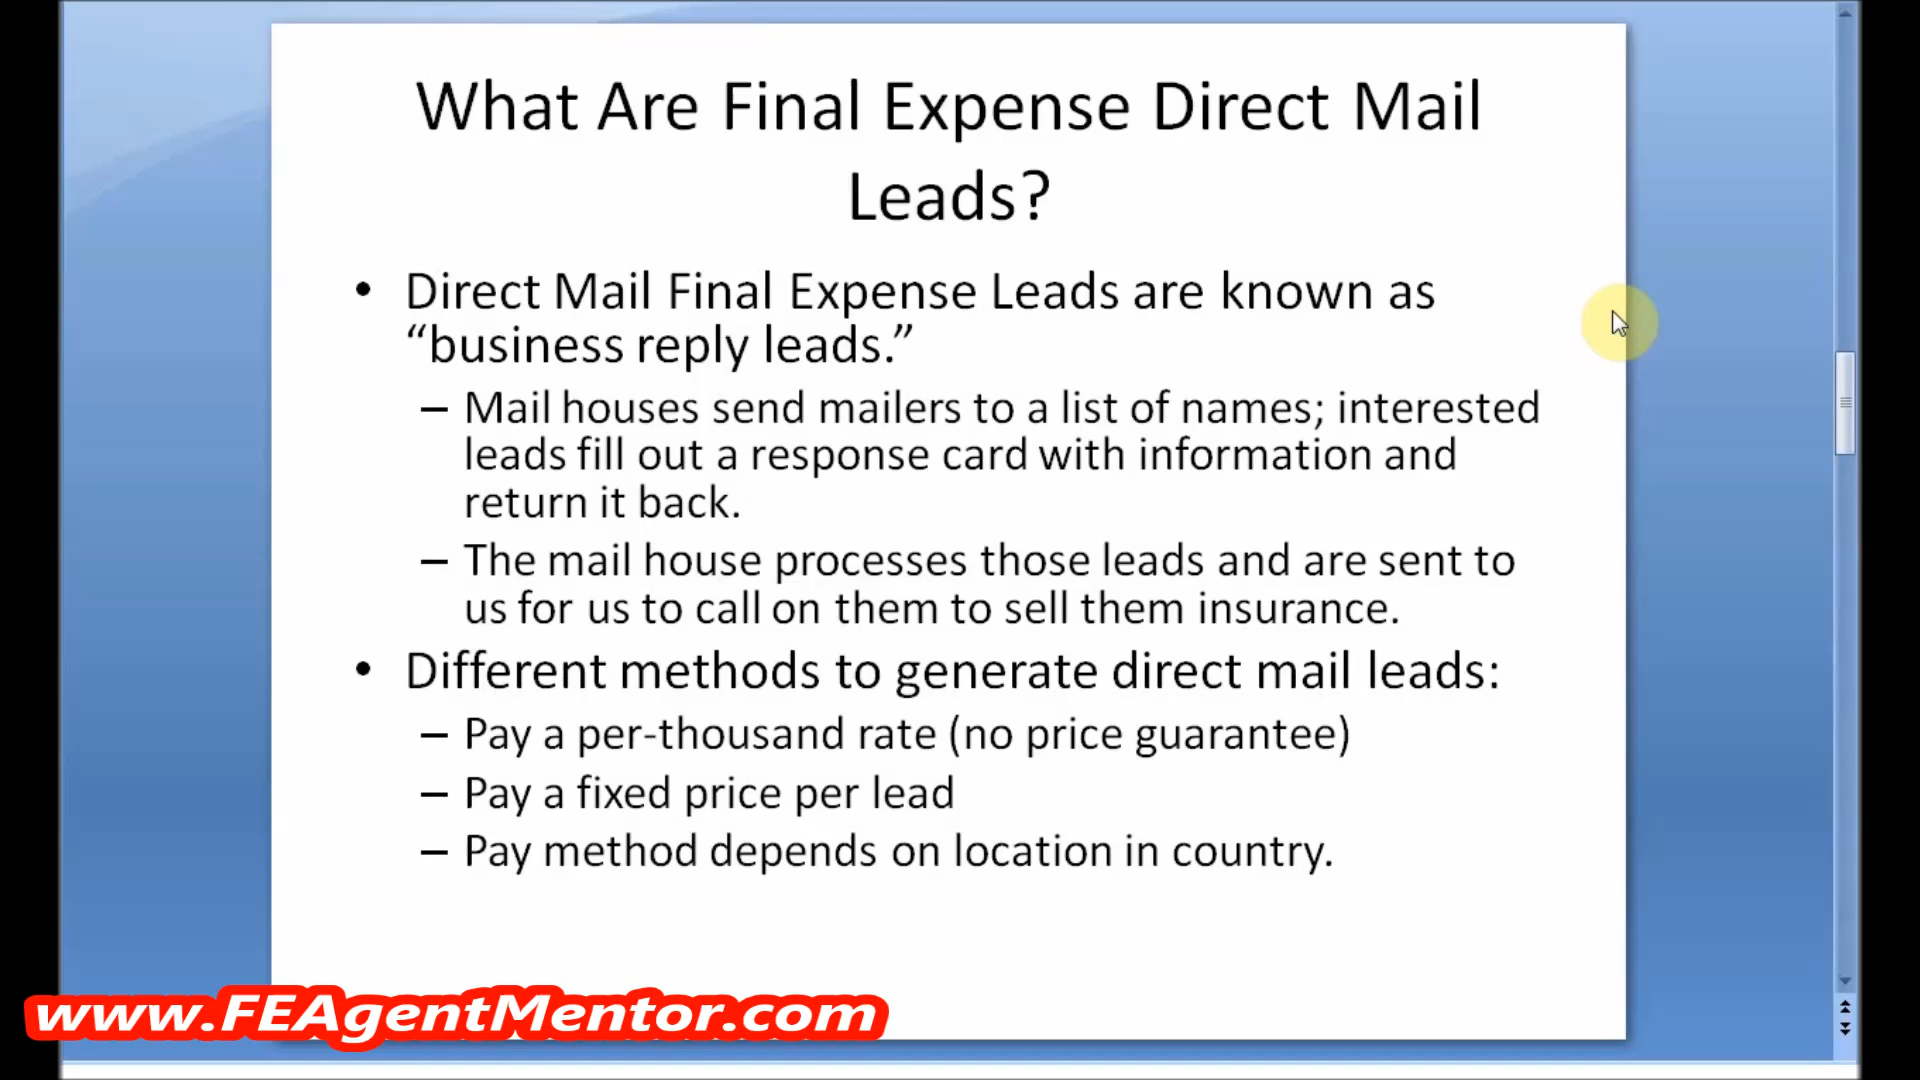 What Are Final Expense Direct Mail
Leads?
• Direct Mail Final Expense Leads are known as
“business reply leads.”
– Mail houses send mailers to a list of names; interested
leads fill out a response card with information and
return it back.
– The mail house processes those leads and are sent to
us for us to call on them to sell them insurance.
• Different methods to generate direct mail leads:
– Pay a per-thousand rate (no price guarantee)
– Pay a fixed price per lead
– Pay method depends on location in country.
www.FEAgentMentor.com